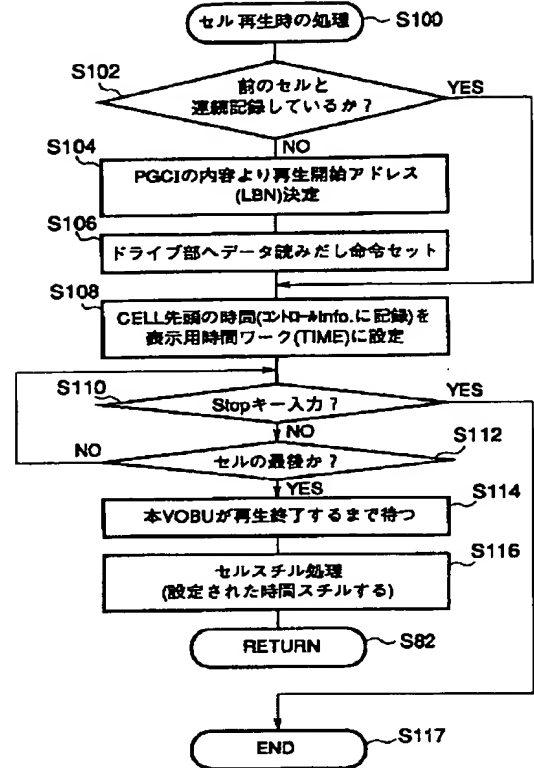 セル再生時の処理
S100
S102
前のセルと
連続記録しているか？
YES
NO
S104
PGCIの内容より再生開始アドレス
(LBN)決定
S106
ドライブ部へデータ読みだし命令セット
S108
CELL先頭の時間(ｺﾝﾄﾛｰﾙInfo.に記録)を
表示用時間ワーク(TIME)に設定
S110
Stopキー入力？
YES
NO
S112
セルの最後か？
NO
YES
S114
本VOBUが再生終了するまで待つ
S116
セルスチル処理
(設定された時間スチルする)
RETURN
S82
END
S117